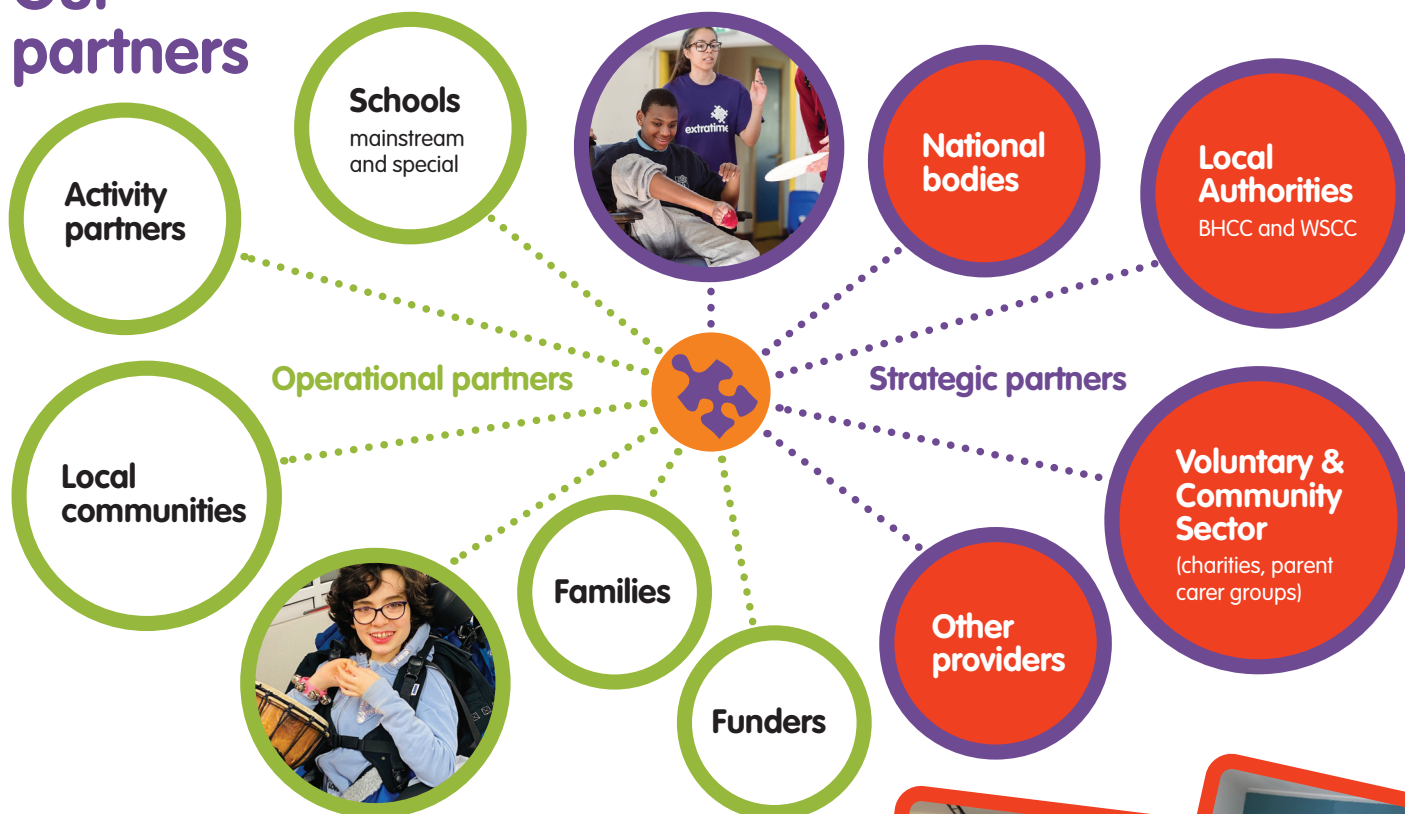 Our
partners
Schools
mainstream
and special
Activity
partners
extratime
National
bodies
Local
Authorities
BHCC and WSCC
Operational partners
Strategic partners
Local
communities
Families
Funders
Voluntary &
Community
Sector
(charities, parent
carer groups)
Other
providers